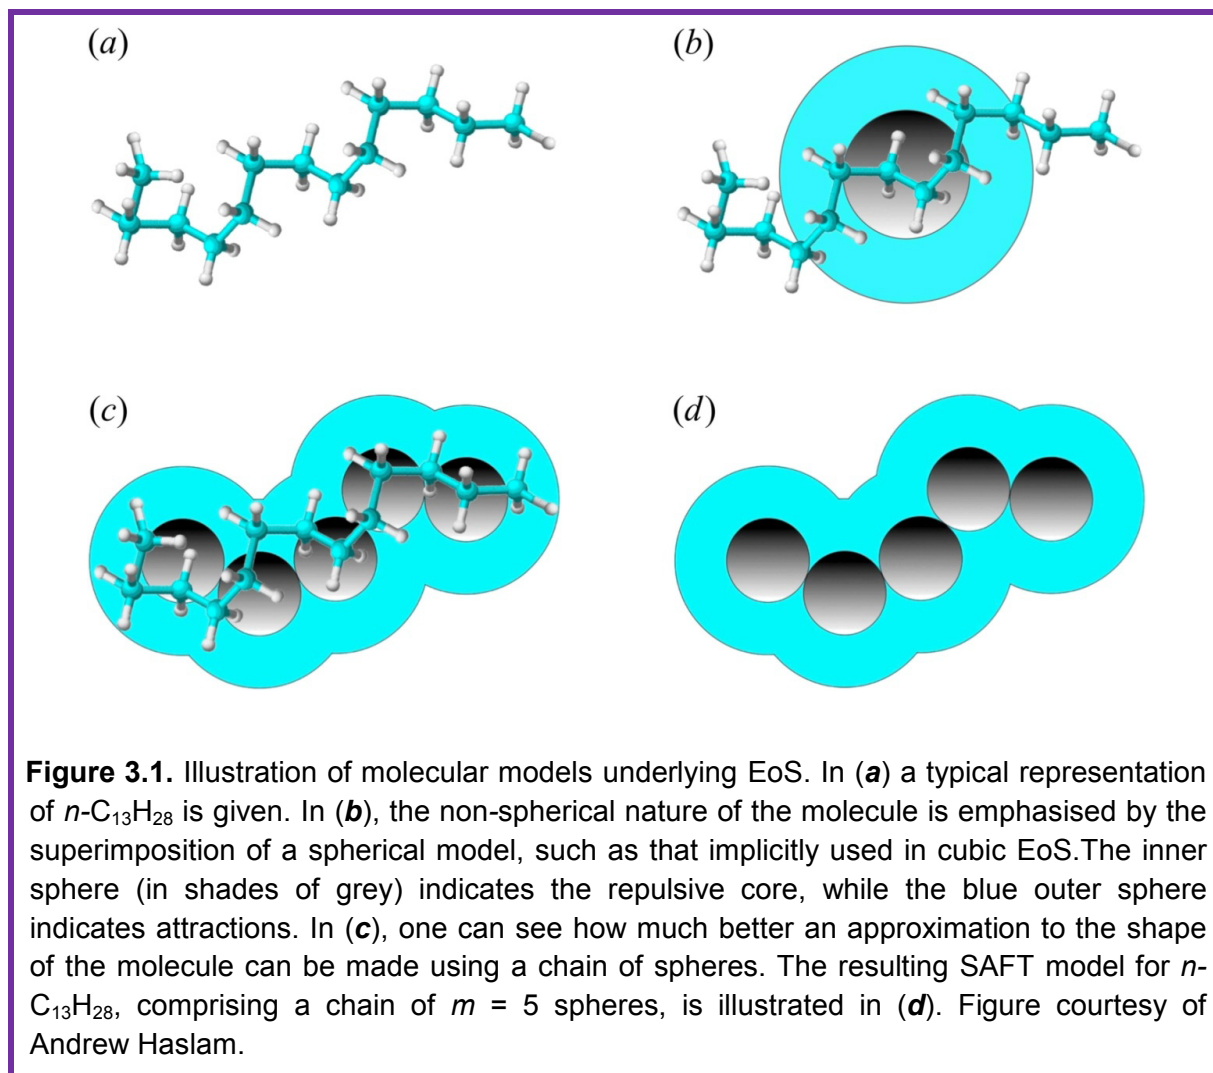 (a)
(b)
(c)
(d)
Figure 3.1. Illustration of molecular models underlying EoS. In (a) a typical representation
of n-C₁₃H₂₈ is given. In (b), the non-spherical nature of the molecule is emphasised by the
superimposition of a spherical model, such as that implicitly used in cubic EoS.The inner
sphere (in shades of grey) indicates the repulsive core, while the blue outer sphere
indicates attractions. In (c), one can see how much better an approximation to the shape
of the molecule can be made using a chain of spheres. The resulting SAFT model for n-
C₁₃H₂₈, comprising a chain of m = 5 spheres, is illustrated in (d). Figure courtesy of
Andrew Haslam.